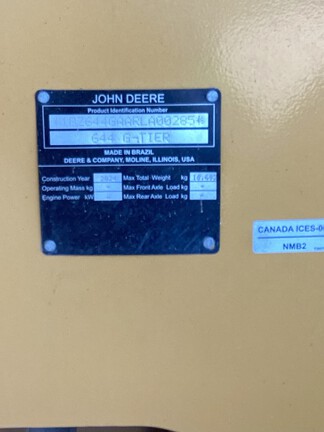 JOHN DEERE
Product Identification Number
644 G-TIER
MADE IN BRAZIL
DEERE & COMPANY, MOLINE, ILLINOIS, USA
Construction Year Max Total Weight kg
Operating Mass kg * Max Front Axle Load kg *
Engine Power kW Max Rear Axle Load kg *
CANADA ICES-
NMB2